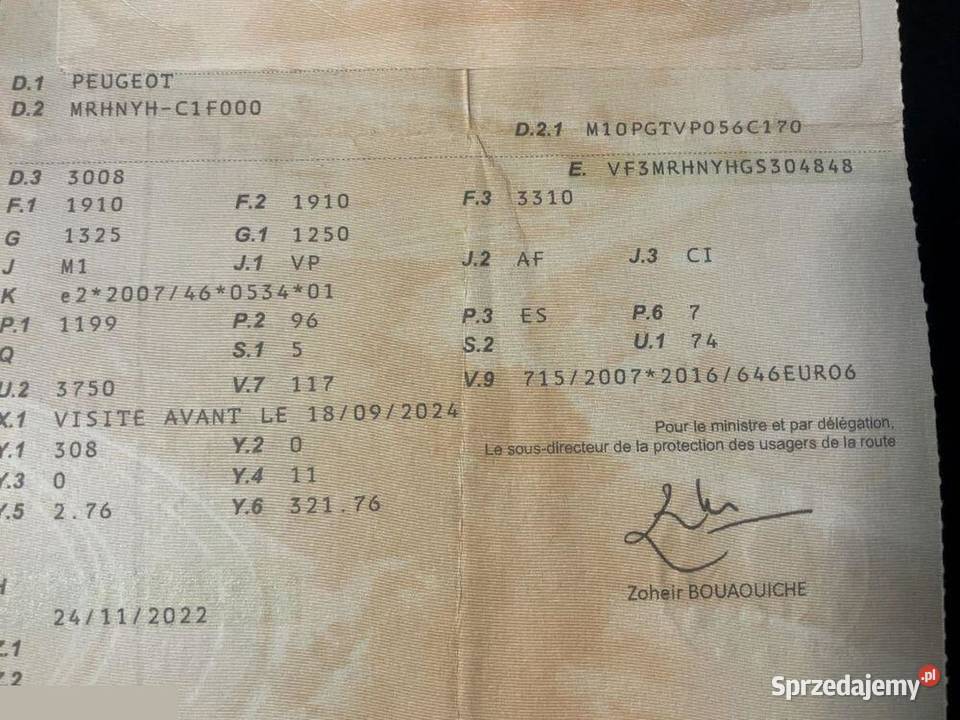 D.1 PEUGEOT
D.2 MRHNYH-C1F000
D.2.1 M10PGTVP056C170
D.3 3008
E. VF3MRHNYHGS304848
F.1 1910 F.2 1910 F.3 3310
G 1325 G.1 1250
J M1 J.1 VP J.2 AF J.3 CI
K e2*2007/46*0534*01
P.1 1199 P.2 96 P.3 ES P.6 7
Q S.1 5 S.2 U.1 74
U.2 3750 V.7 117 V.9 715/2007*2016/646EURO6
X.1 VISITE AVANT LE 18/09/2024
Pour le ministre et par délégation,
Le sous-directeur de la protection des usagers de la route
Y.1 308 Y.2 0
Y.3 0 Y.4 11
Y.5 2.76 Y.6 321.76
Zoheir BOUAOUICHE
24/11/2022
Z.1
Z.2
Sprzedajemy.pl